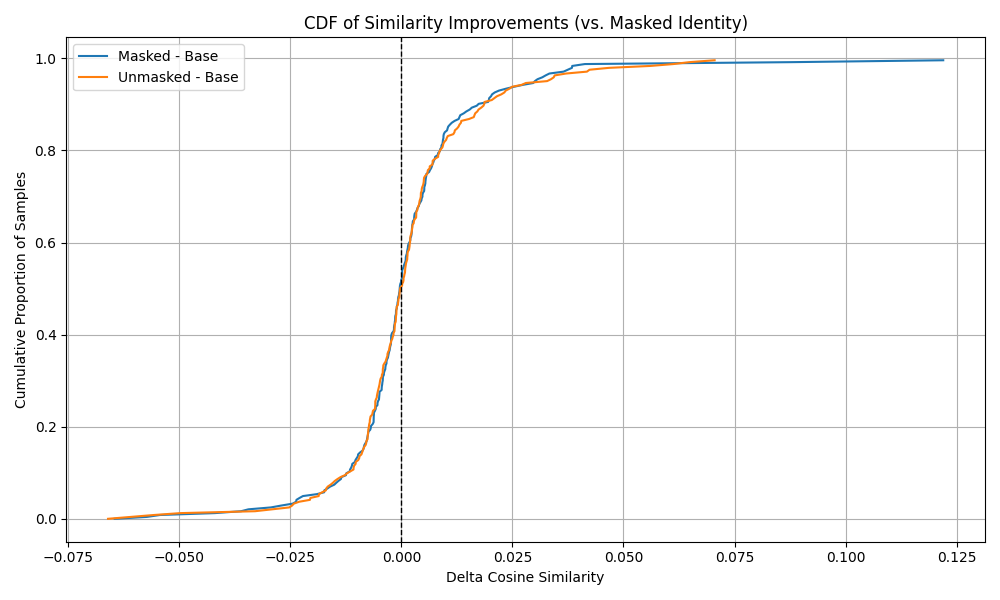 CDF of Similarity Improvements (vs. Masked Identity)
Masked - Base
Unmasked - Base
Cumulative Proportion of Samples
1.0
0.8
0.6
0.4
0.2
0.0
−0.075 −0.050 −0.025 0.000 0.025 0.050 0.075 0.100 0.125
Delta Cosine Similarity